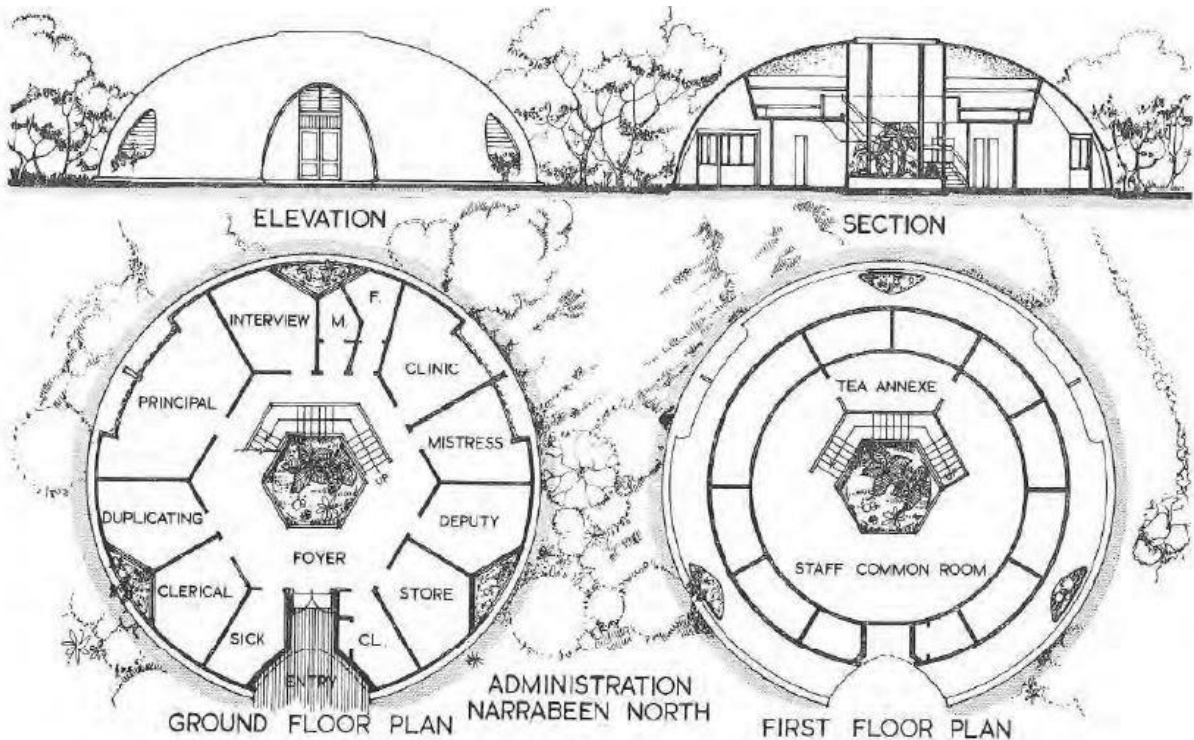 ELEVATION
SECTION
INTERVIEW
M.
F.
CLINIC
PRINCIPAL
MISTRESS
UP
DUPLICATING
DEPUTY
FOYER
CLERICAL
STORE
SICK
CL.
ENTRY
GROUND FLOOR PLAN
TEA ANNEXE
STAFF COMMON ROOM
ADMINISTRATION
NARRABEEN NORTH
FIRST FLOOR PLAN